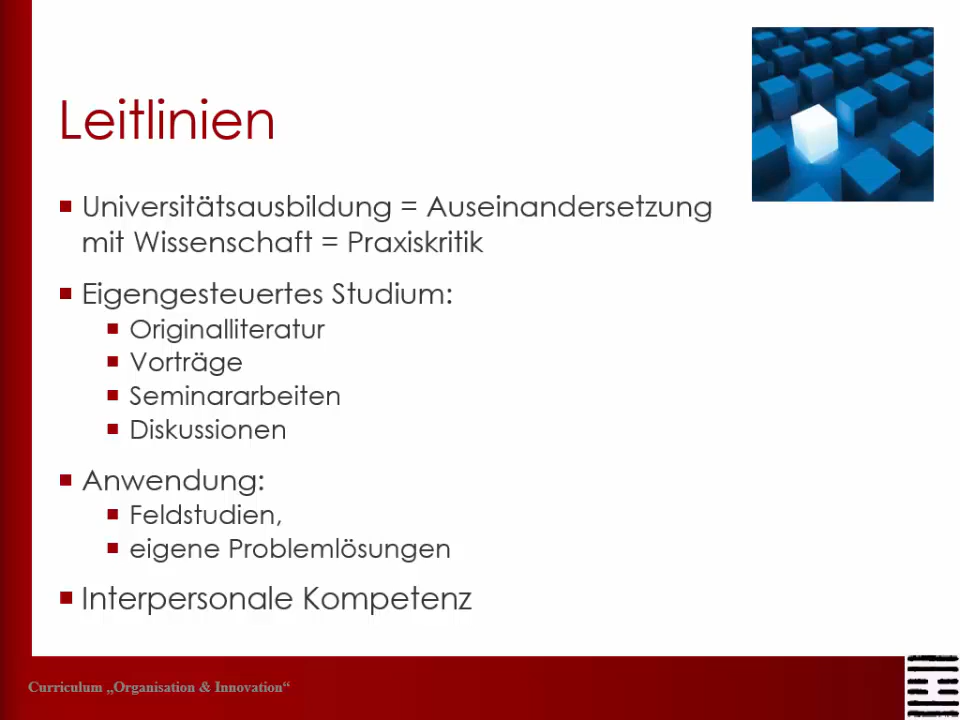 Leitlinien
Universitätsausbildung = Auseinandersetzung
mit Wissenschaft = Praxiskritik
Eigengesteuertes Studium:
Originalliteratur
Vorträge
Seminararbeiten
Diskussionen
Anwendung:
Feldstudien,
eigene Problemlösungen
Interpersonale Kompetenz
Curriculum „Organisation & Innovation“